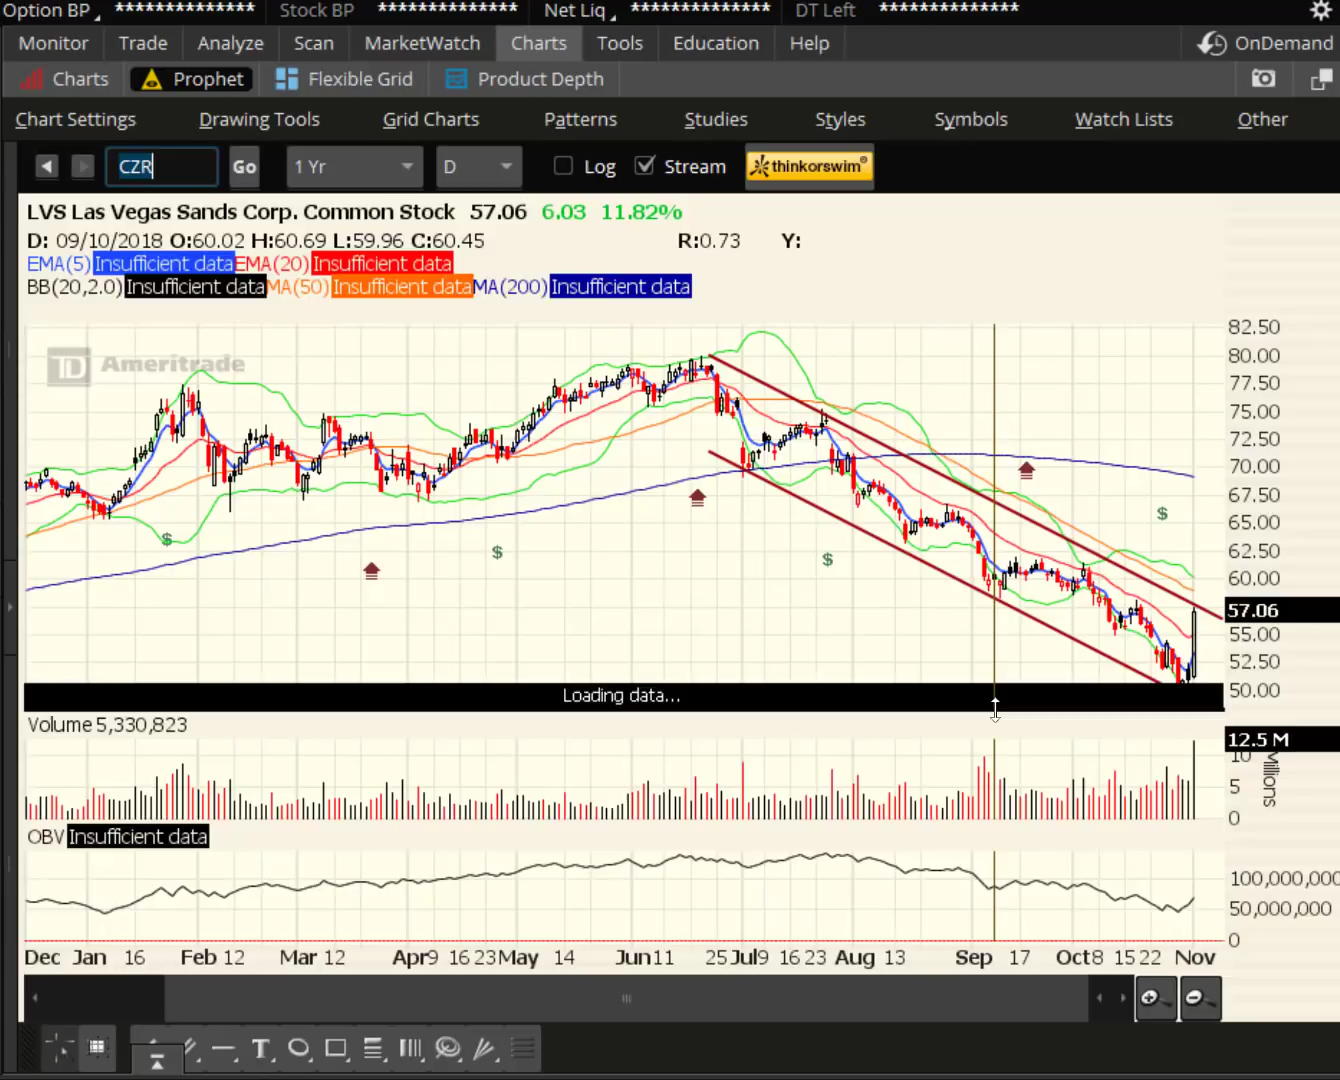 Option BP ************** Stock BP ************** Net Liq ************** DT Left **************
Monitor Trade Analyze Scan MarketWatch Charts Tools Education Help OnDemand
Charts Prophet Flexible Grid Product Depth
Chart Settings Drawing Tools Grid Charts Patterns Studies Styles Symbols Watch Lists Other
CZR Go 1 Yr D Log Stream thinkorswim®
LVS Las Vegas Sands Corp. Common Stock 57.06 6.03 11.82%
D: 09/10/2018 O:60.02 H:60.69 L:59.96 C:60.45 R:0.73 Y:
EMA(5) Insufficient data EMA(20) Insufficient data
BB(20,2.0) Insufficient data MA(50) Insufficient data MA(200) Insufficient data
82.50
TD Ameritrade
80.00
77.50
75.00
72.50
70.00
67.50
65.00
62.50
60.00
57.06
55.00
52.50
50.00
$ $ $ $
Loading data...
Volume 5,330,823
12.5 M
10
5
0
Millions
OBV Insufficient data
100,000,000
50,000,000
0
Dec Jan 16 Feb 12 Mar 12 Apr9 16 23 May 14 Jun11 25 Jul9 16 23 Aug 13 Sep 17 Oct8 15 22 Nov
T